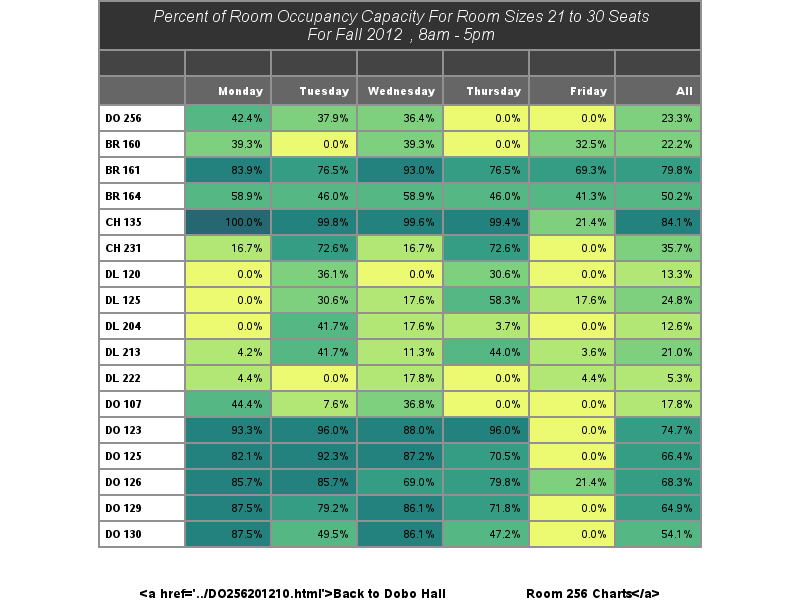 Percent of Room Occupancy Capacity For Room Sizes 21 to 30 Seats
For Fall 2012 , 8am - 5pm
Monday Tuesday Wednesday Thursday Friday All
DO 256 42.4% 37.9% 36.4% 0.0% 0.0% 23.3%
BR 160 39.3% 0.0% 39.3% 0.0% 32.5% 22.2%
BR 161 83.9% 76.5% 93.0% 76.5% 69.3% 79.8%
BR 164 58.9% 46.0% 58.9% 46.0% 41.3% 50.2%
CH 135 100.0% 99.8% 99.6% 99.4% 21.4% 84.1%
CH 231 16.7% 72.6% 16.7% 72.6% 0.0% 35.7%
DL 120 0.0% 36.1% 0.0% 30.6% 0.0% 13.3%
DL 125 0.0% 30.6% 17.6% 58.3% 17.6% 24.8%
DL 204 0.0% 41.7% 17.6% 3.7% 0.0% 12.6%
DL 213 4.2% 41.7% 11.3% 44.0% 3.6% 21.0%
DL 222 4.4% 0.0% 17.8% 0.0% 4.4% 5.3%
DO 107 44.4% 7.6% 36.8% 0.0% 0.0% 17.8%
DO 123 93.3% 96.0% 88.0% 96.0% 0.0% 74.7%
DO 125 82.1% 92.3% 87.2% 70.5% 0.0% 66.4%
DO 126 85.7% 85.7% 69.0% 79.8% 21.4% 68.3%
DO 129 87.5% 79.2% 86.1% 71.8% 0.0% 64.9%
DO 130 87.5% 49.5% 86.1% 47.2% 0.0% 54.1%
<a href='../DO256201210.html'>Back to Dobo Hall Room 256 Charts</a>